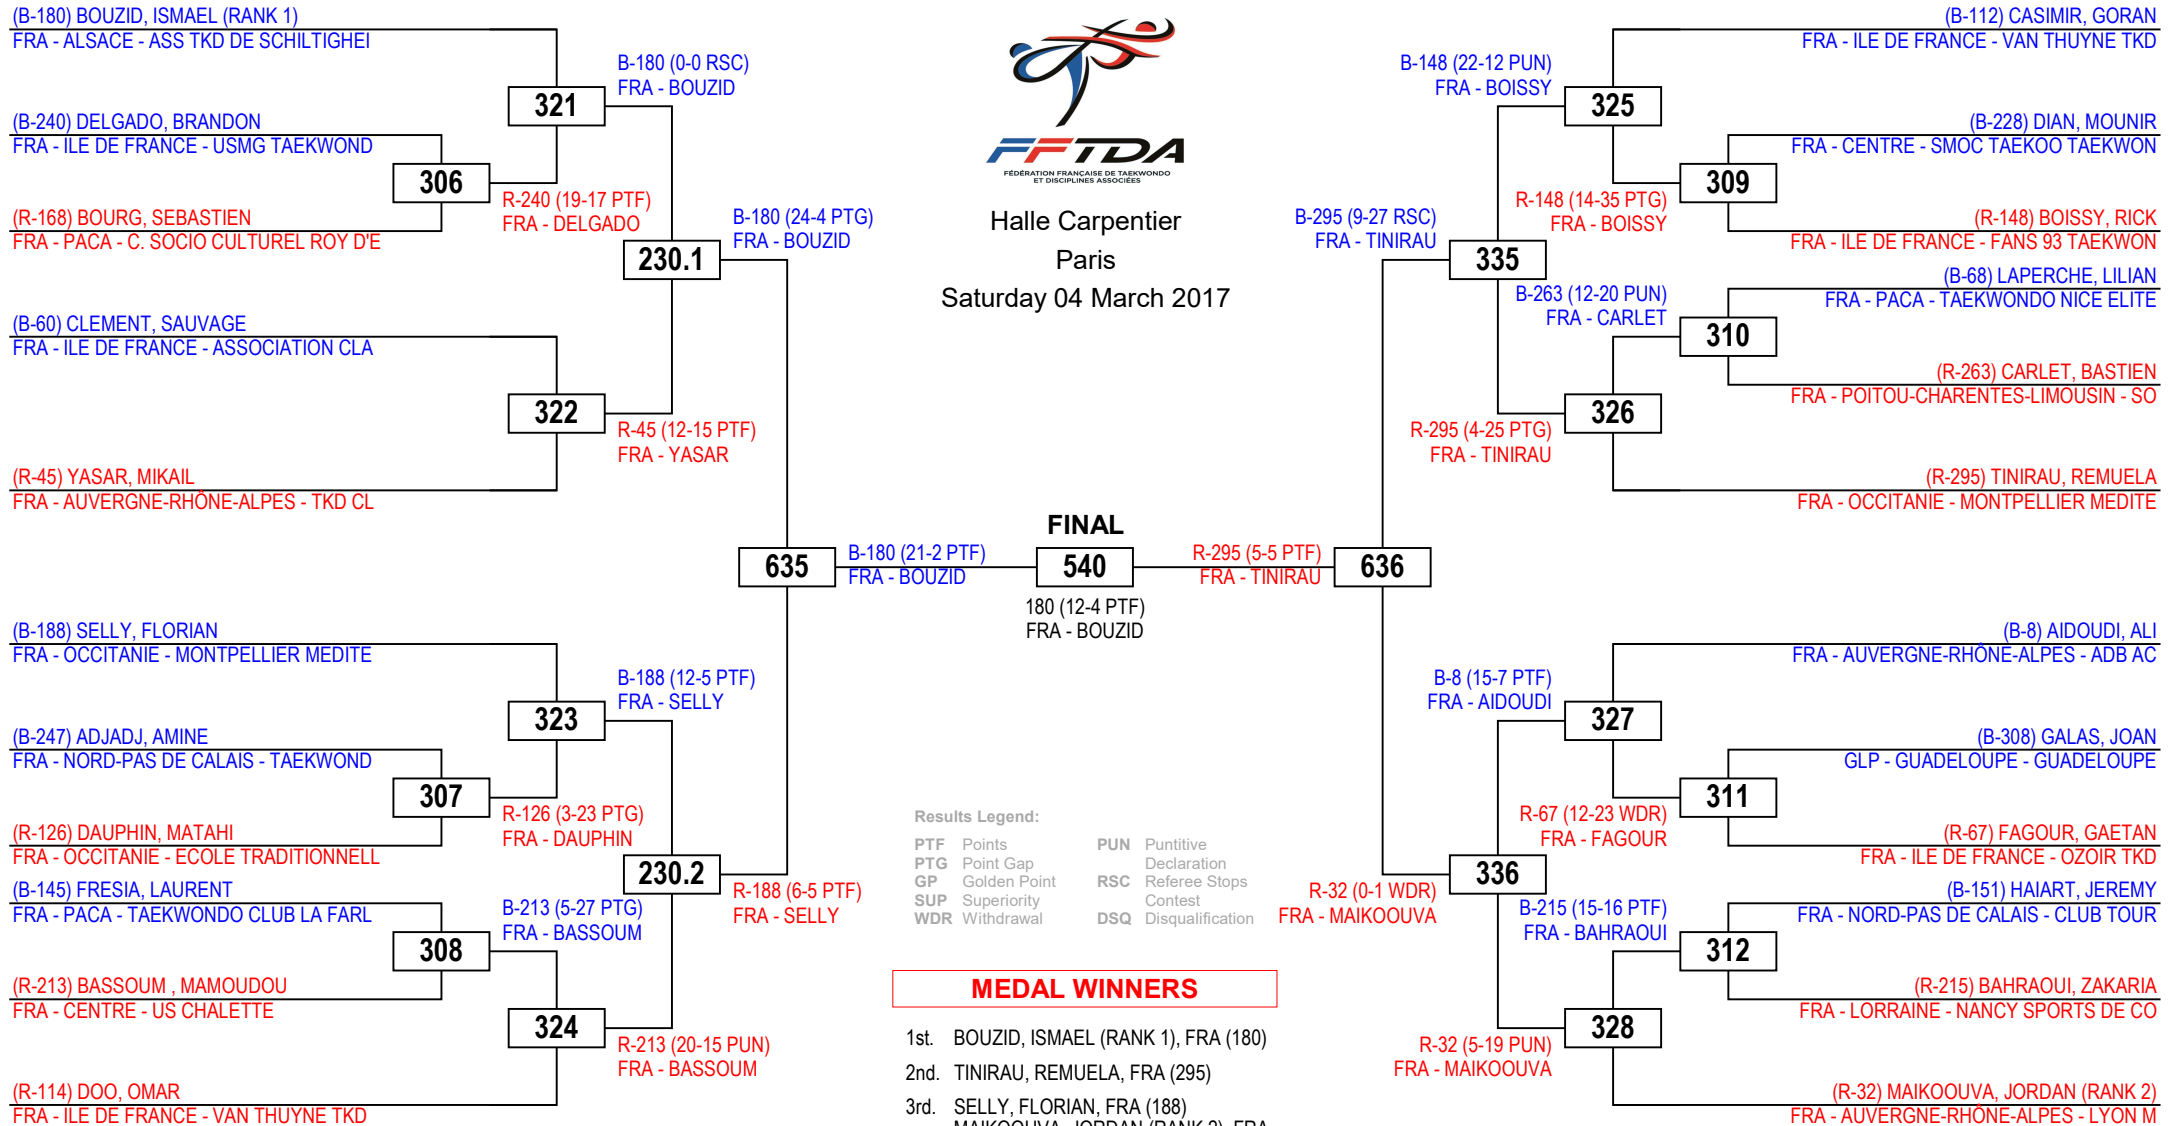 (B-180) BOUZID, ISMAEL (RANK 1)
FRA - ALSACE - ASS TKD DE SCHILTIGHEI
(B-240) DELGADO, BRANDON
FRA - ILE DE FRANCE - USMG TAEKWOND
(R-168) BOURG, SEBASTIEN
FRA - PACA - C. SOCIO CULTUREL ROY D'E
(B-60) CLEMENT, SAUVAGE
FRA - ILE DE FRANCE - ASSOCIATION CLA
(R-45) YASAR, MIKAIL
FRA - AUVERGNE-RHÔNE-ALPES - TKD CL
(B-188) SELLY, FLORIAN
FRA - OCCITANIE - MONTPELLIER MEDITE
(B-247) ADJADJ, AMINE
FRA - NORD-PAS DE CALAIS - TAEKWOND
(R-126) DAUPHIN, MATAHI
FRA - OCCITANIE - ECOLE TRADITIONNELL
(B-145) FRESIA, LAURENT
FRA - PACA - TAEKWONDO CLUB LA FARL
(R-213) BASSOUM , MAMOUDOU
FRA - CENTRE - US CHALETTE
(R-114) DOO, OMAR
FRA - ILE DE FRANCE - VAN THUYNE TKD
306
R-240 (19-17 PTF)
FRA - DELGADO
307
R-126 (3-23 PTG)
FRA - DAUPHIN
308
B-213 (5-27 PTG)
FRA - BASSOUM
321
B-180 (0-0 RSC)
FRA - BOUZID
322
R-45 (12-15 PTF)
FRA - YASAR
323
B-188 (12-5 PTF)
FRA - SELLY
324
R-213 (20-15 PUN)
FRA - BASSOUM
230.1
B-180 (24-4 PTG)
FRA - BOUZID
230.2
R-188 (6-5 PTF)
FRA - SELLY
635
B-180 (21-2 PTF)
FRA - BOUZID
FFTDA
FÉDÉRATION FRANÇAISE DE TAEKWONDO
ET DISCIPLINES ASSOCIÉES
Halle Carpentier
Paris
Saturday 04 March 2017
FINAL
540
180 (12-4 PTF)
FRA - BOUZID
Results Legend:
PTF Points
PTG Point Gap
GP Golden Point
SUP Superiority
WDR Withdrawal
PUN Puntitive
Declaration
RSC Referee Stops
Contest
DSQ Disqualification
MEDAL WINNERS
1st. BOUZID, ISMAEL (RANK 1), FRA (180)
2nd. TINIRAU, REMUELA, FRA (295)
3rd. SELLY, FLORIAN, FRA (188)
MAIKOOUVA, JORDAN (RANK 2), FRA
R-295 (5-5 PTF)
FRA - TINIRAU
636
B-295 (9-27 RSC)
FRA - TINIRAU
335
R-32 (0-1 WDR)
FRA - MAIKOOUVA
336
B-148 (22-12 PUN)
FRA - BOISSY
325
R-295 (4-25 PTG)
FRA - TINIRAU
326
B-8 (15-7 PTF)
FRA - AIDOUDI
327
R-32 (5-19 PUN)
FRA - MAIKOOUVA
328
R-148 (14-35 PTG)
FRA - BOISSY
309
B-263 (12-20 PUN)
FRA - CARLET
310
R-67 (12-23 WDR)
FRA - FAGOUR
311
B-215 (15-16 PTF)
FRA - BAHRAOUI
312
(B-112) CASIMIR, GORAN
FRA - ILE DE FRANCE - VAN THUYNE TKD
(B-228) DIAN, MOUNIR
FRA - CENTRE - SMOC TAEKOO TAEKWON
(R-148) BOISSY, RICK
FRA - ILE DE FRANCE - FANS 93 TAEKWON
(B-68) LAPERCHE, LILIAN
FRA - PACA - TAEKWONDO NICE ELITE
(R-263) CARLET, BASTIEN
FRA - POITOU-CHARENTES-LIMOUSIN - SO
(R-295) TINIRAU, REMUELA
FRA - OCCITANIE - MONTPELLIER MEDITE
(B-8) AIDOUDI, ALI
FRA - AUVERGNE-RHÔNE-ALPES - ADB AC
(B-308) GALAS, JOAN
GLP - GUADELOUPE - GUADELOUPE
(R-67) FAGOUR, GAETAN
FRA - ILE DE FRANCE - OZOIR TKD
(B-151) HAIART, JEREMY
FRA - NORD-PAS DE CALAIS - CLUB TOUR
(R-215) BAHRAOUI, ZAKARIA
FRA - LORRAINE - NANCY SPORTS DE CO
(R-32) MAIKOOUVA, JORDAN (RANK 2)
FRA - AUVERGNE-RHÔNE-ALPES - LYON M